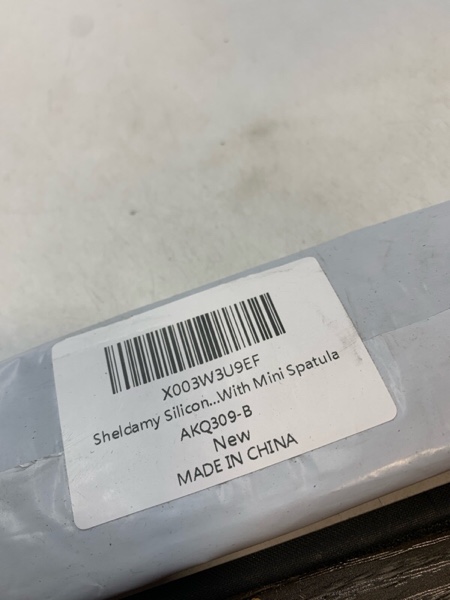 X003W3U9EF
Sheldamy Silicon...With Mini Spatula
AKQ309-B
New
MADE IN CHINA